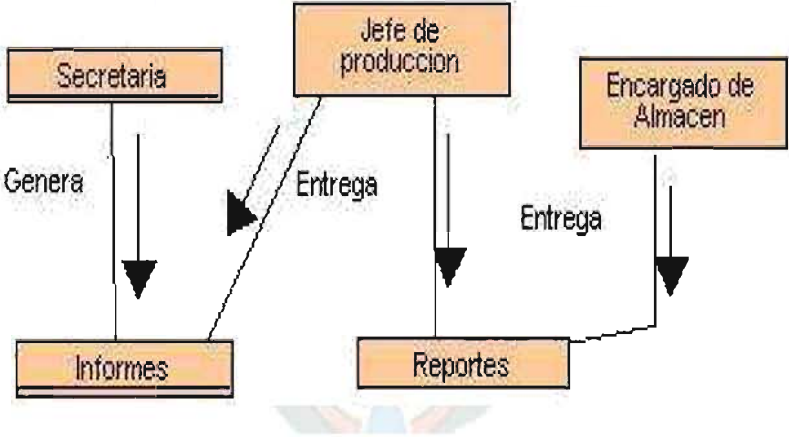 Jefe de
produccion
Secretaria
Encargado de
Almacen
Genera
Entrega
Entrega
Informes
Reportes